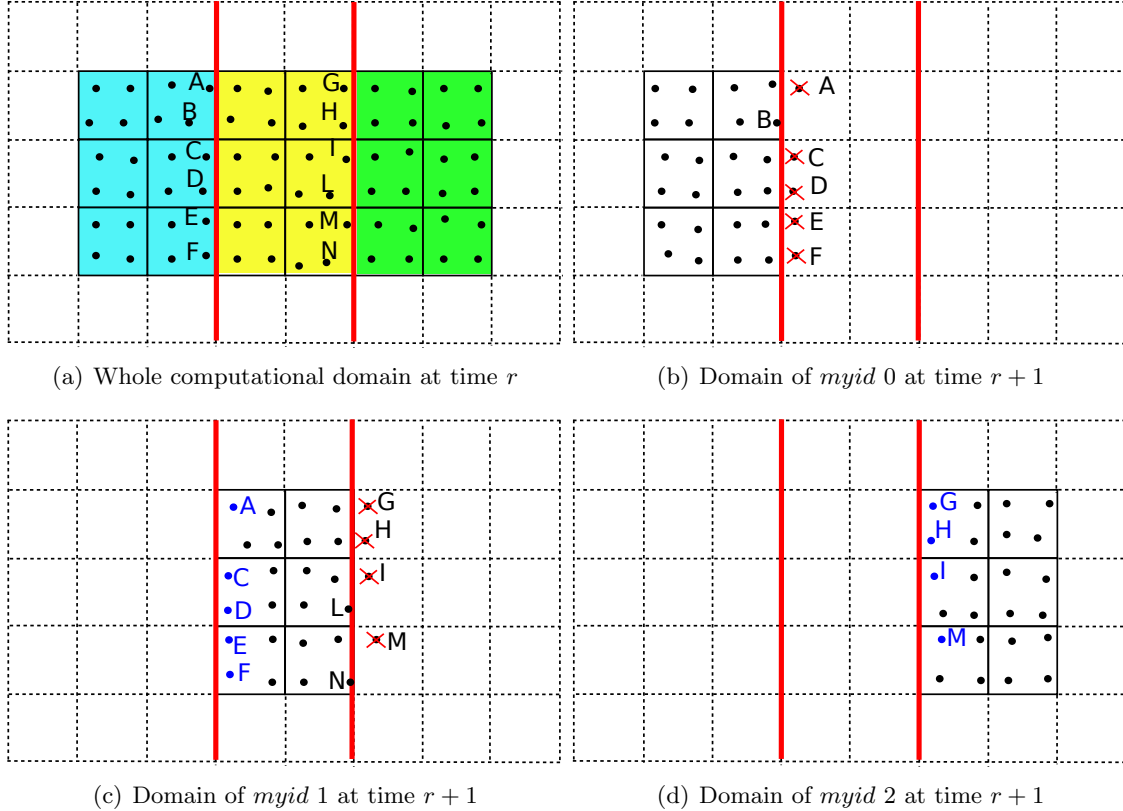 A G
B H
C I
D L
E M
F N
(a) Whole computational domain at time r
A
B
C
D
E
F
(b) Domain of myid 0 at time r + 1
A G
H
C I
D L
E M
F N
(c) Domain of myid 1 at time r + 1
G
H
I
M
(d) Domain of myid 2 at time r + 1